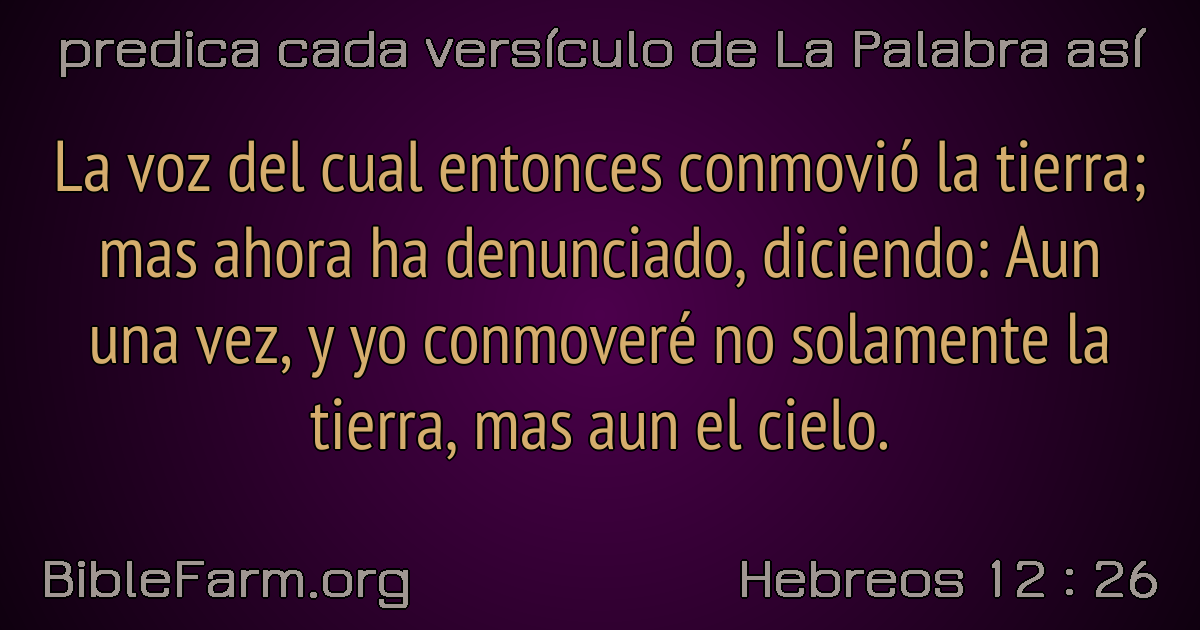 predica cada versículo de La Palabra así
La voz del cual entonces conmovió la tierra;
mas ahora ha denunciado, diciendo: Aun
una vez, y yo conmoveré no solamente la
tierra, mas aun el cielo.
BibleFarm.org
Hebreos 12 : 26